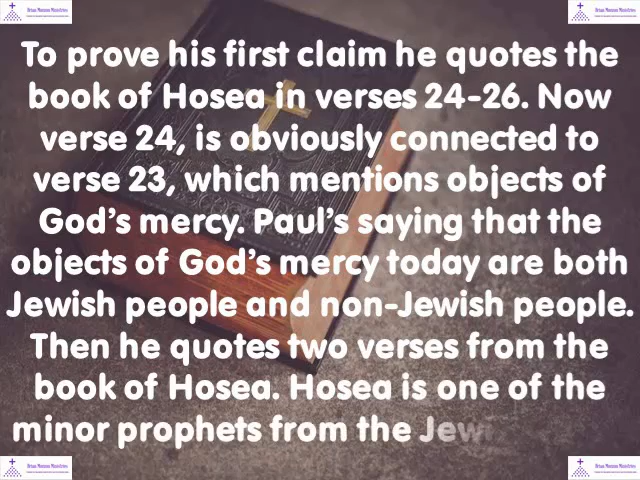 To prove his first claim he quotes the
book of Hosea in verses 24-26. Now
verse 24, is obviously connected to
verse 23, which mentions objects of
God's mercy. Paul's saying that the
objects of God's mercy today are both
Jewish people and non-Jewish people.
Then he quotes two verses from the
book of Hosea. Hosea is one of the
minor prophets from the Jew